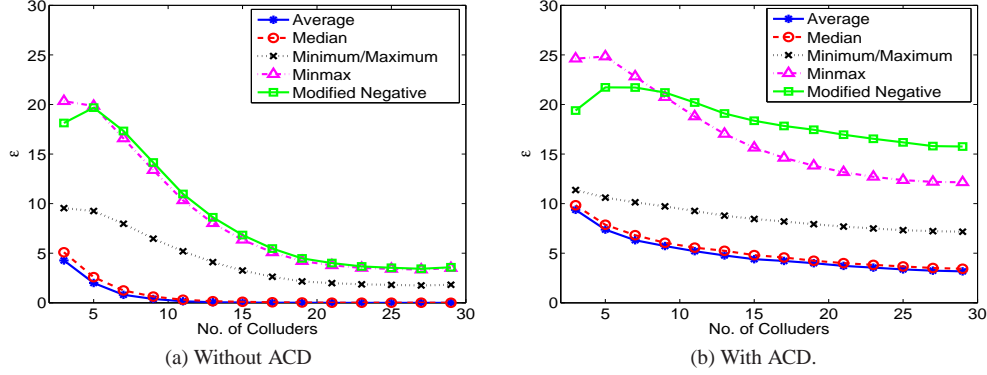 30
25
20
15
10
5
0
ε
5 10 15 20 25 30
No. of Colluders
Average
Median
Minimum/Maximum
Minmax
Modified Negative
(a) Without ACD
30
25
20
15
10
5
0
ε
0 5 10 15 20 25 30
No. of Colluders
Average
Median
Minimum/Maximum
Minmax
Modified Negative
(b) With ACD.